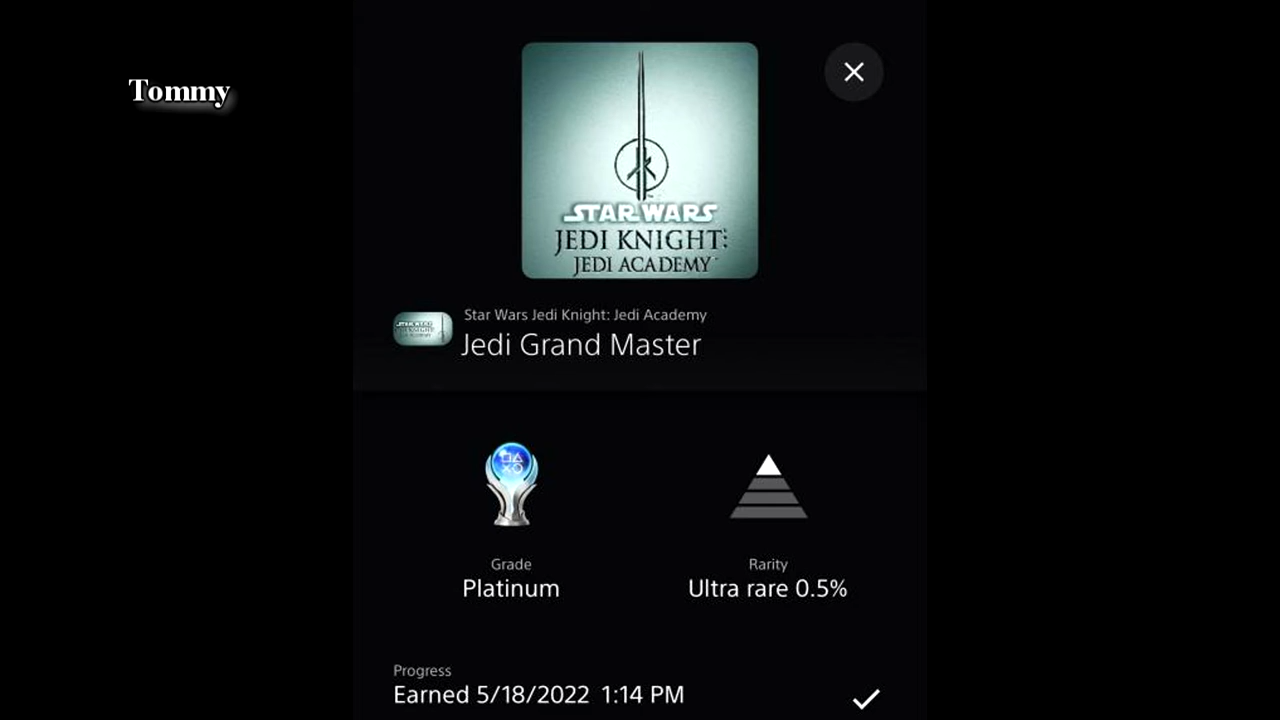 Tommy
STAR WARS
JEDI KNIGHT:
JEDI ACADEMY
Star Wars Jedi Knight: Jedi Academy
Jedi Grand Master
Grade
Platinum
Rarity
Ultra rare 0.5%
Progress
Earned 5/18/2022 1:14 PM